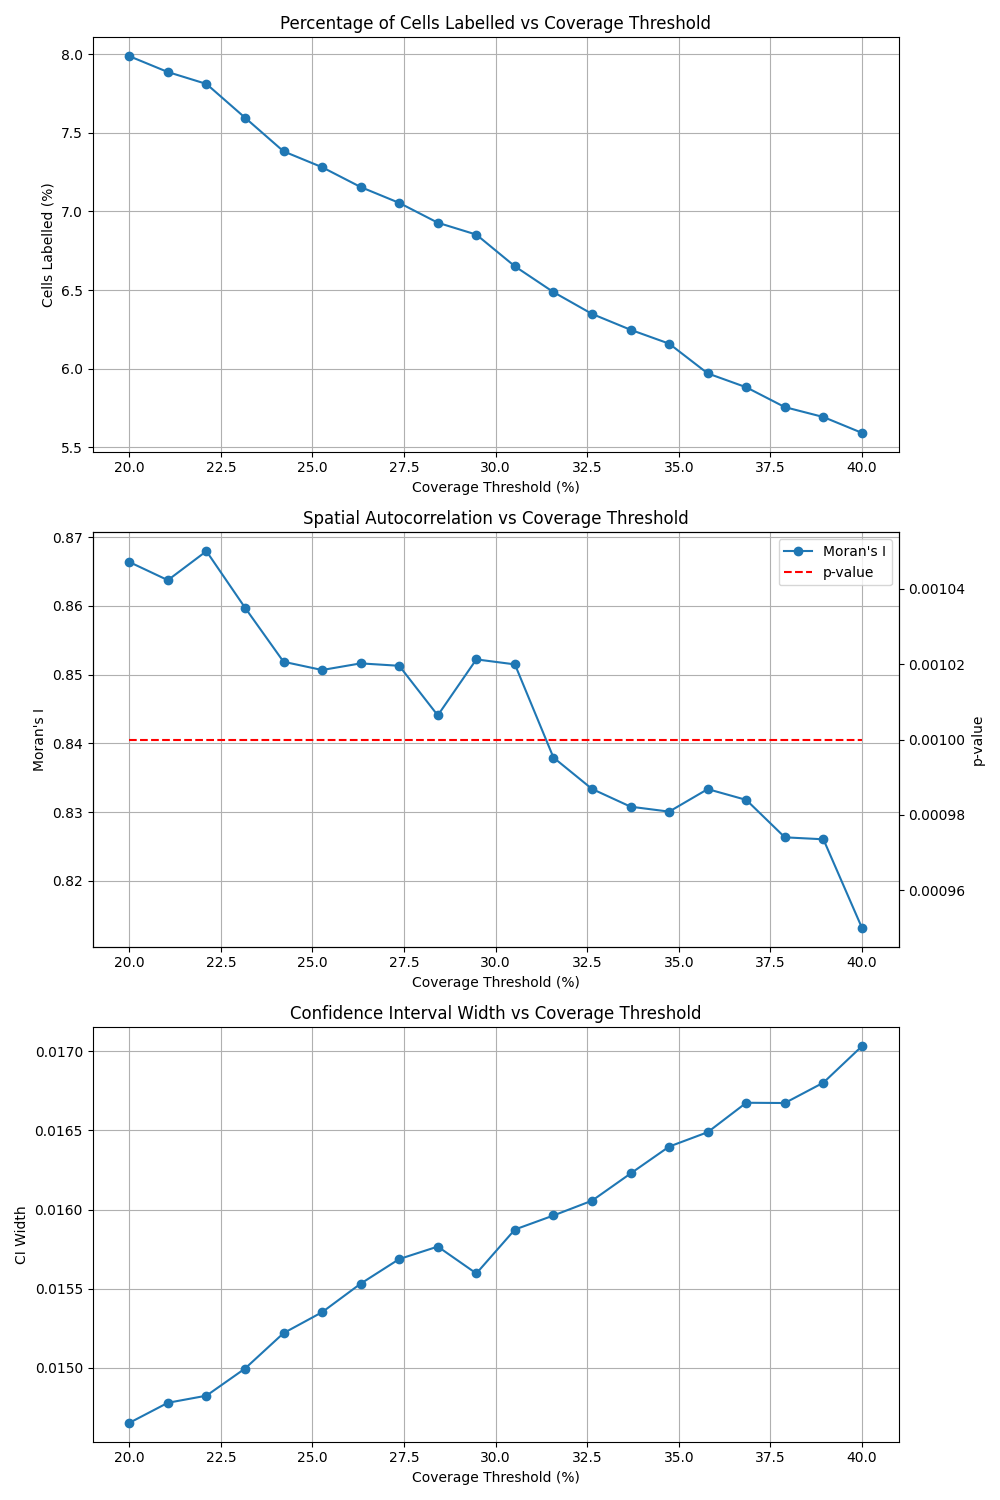 Percentage of Cells Labelled vs Coverage Threshold
8.0
7.5
7.0
6.5
6.0
5.5
Cells Labelled (%)
20.0 22.5 25.0 27.5 30.0 32.5 35.0 37.5 40.0
Coverage Threshold (%)
Spatial Autocorrelation vs Coverage Threshold
0.87
0.86
0.85
0.84
0.83
0.82
Moran's I
Moran's I
p-value
0.00104
0.00102
0.00100
0.00098
0.00096
p-value
20.0 22.5 25.0 27.5 30.0 32.5 35.0 37.5 40.0
Coverage Threshold (%)
Confidence Interval Width vs Coverage Threshold
0.0170
0.0165
0.0160
0.0155
0.0150
CI Width
20.0 22.5 25.0 27.5 30.0 32.5 35.0 37.5 40.0
Coverage Threshold (%)